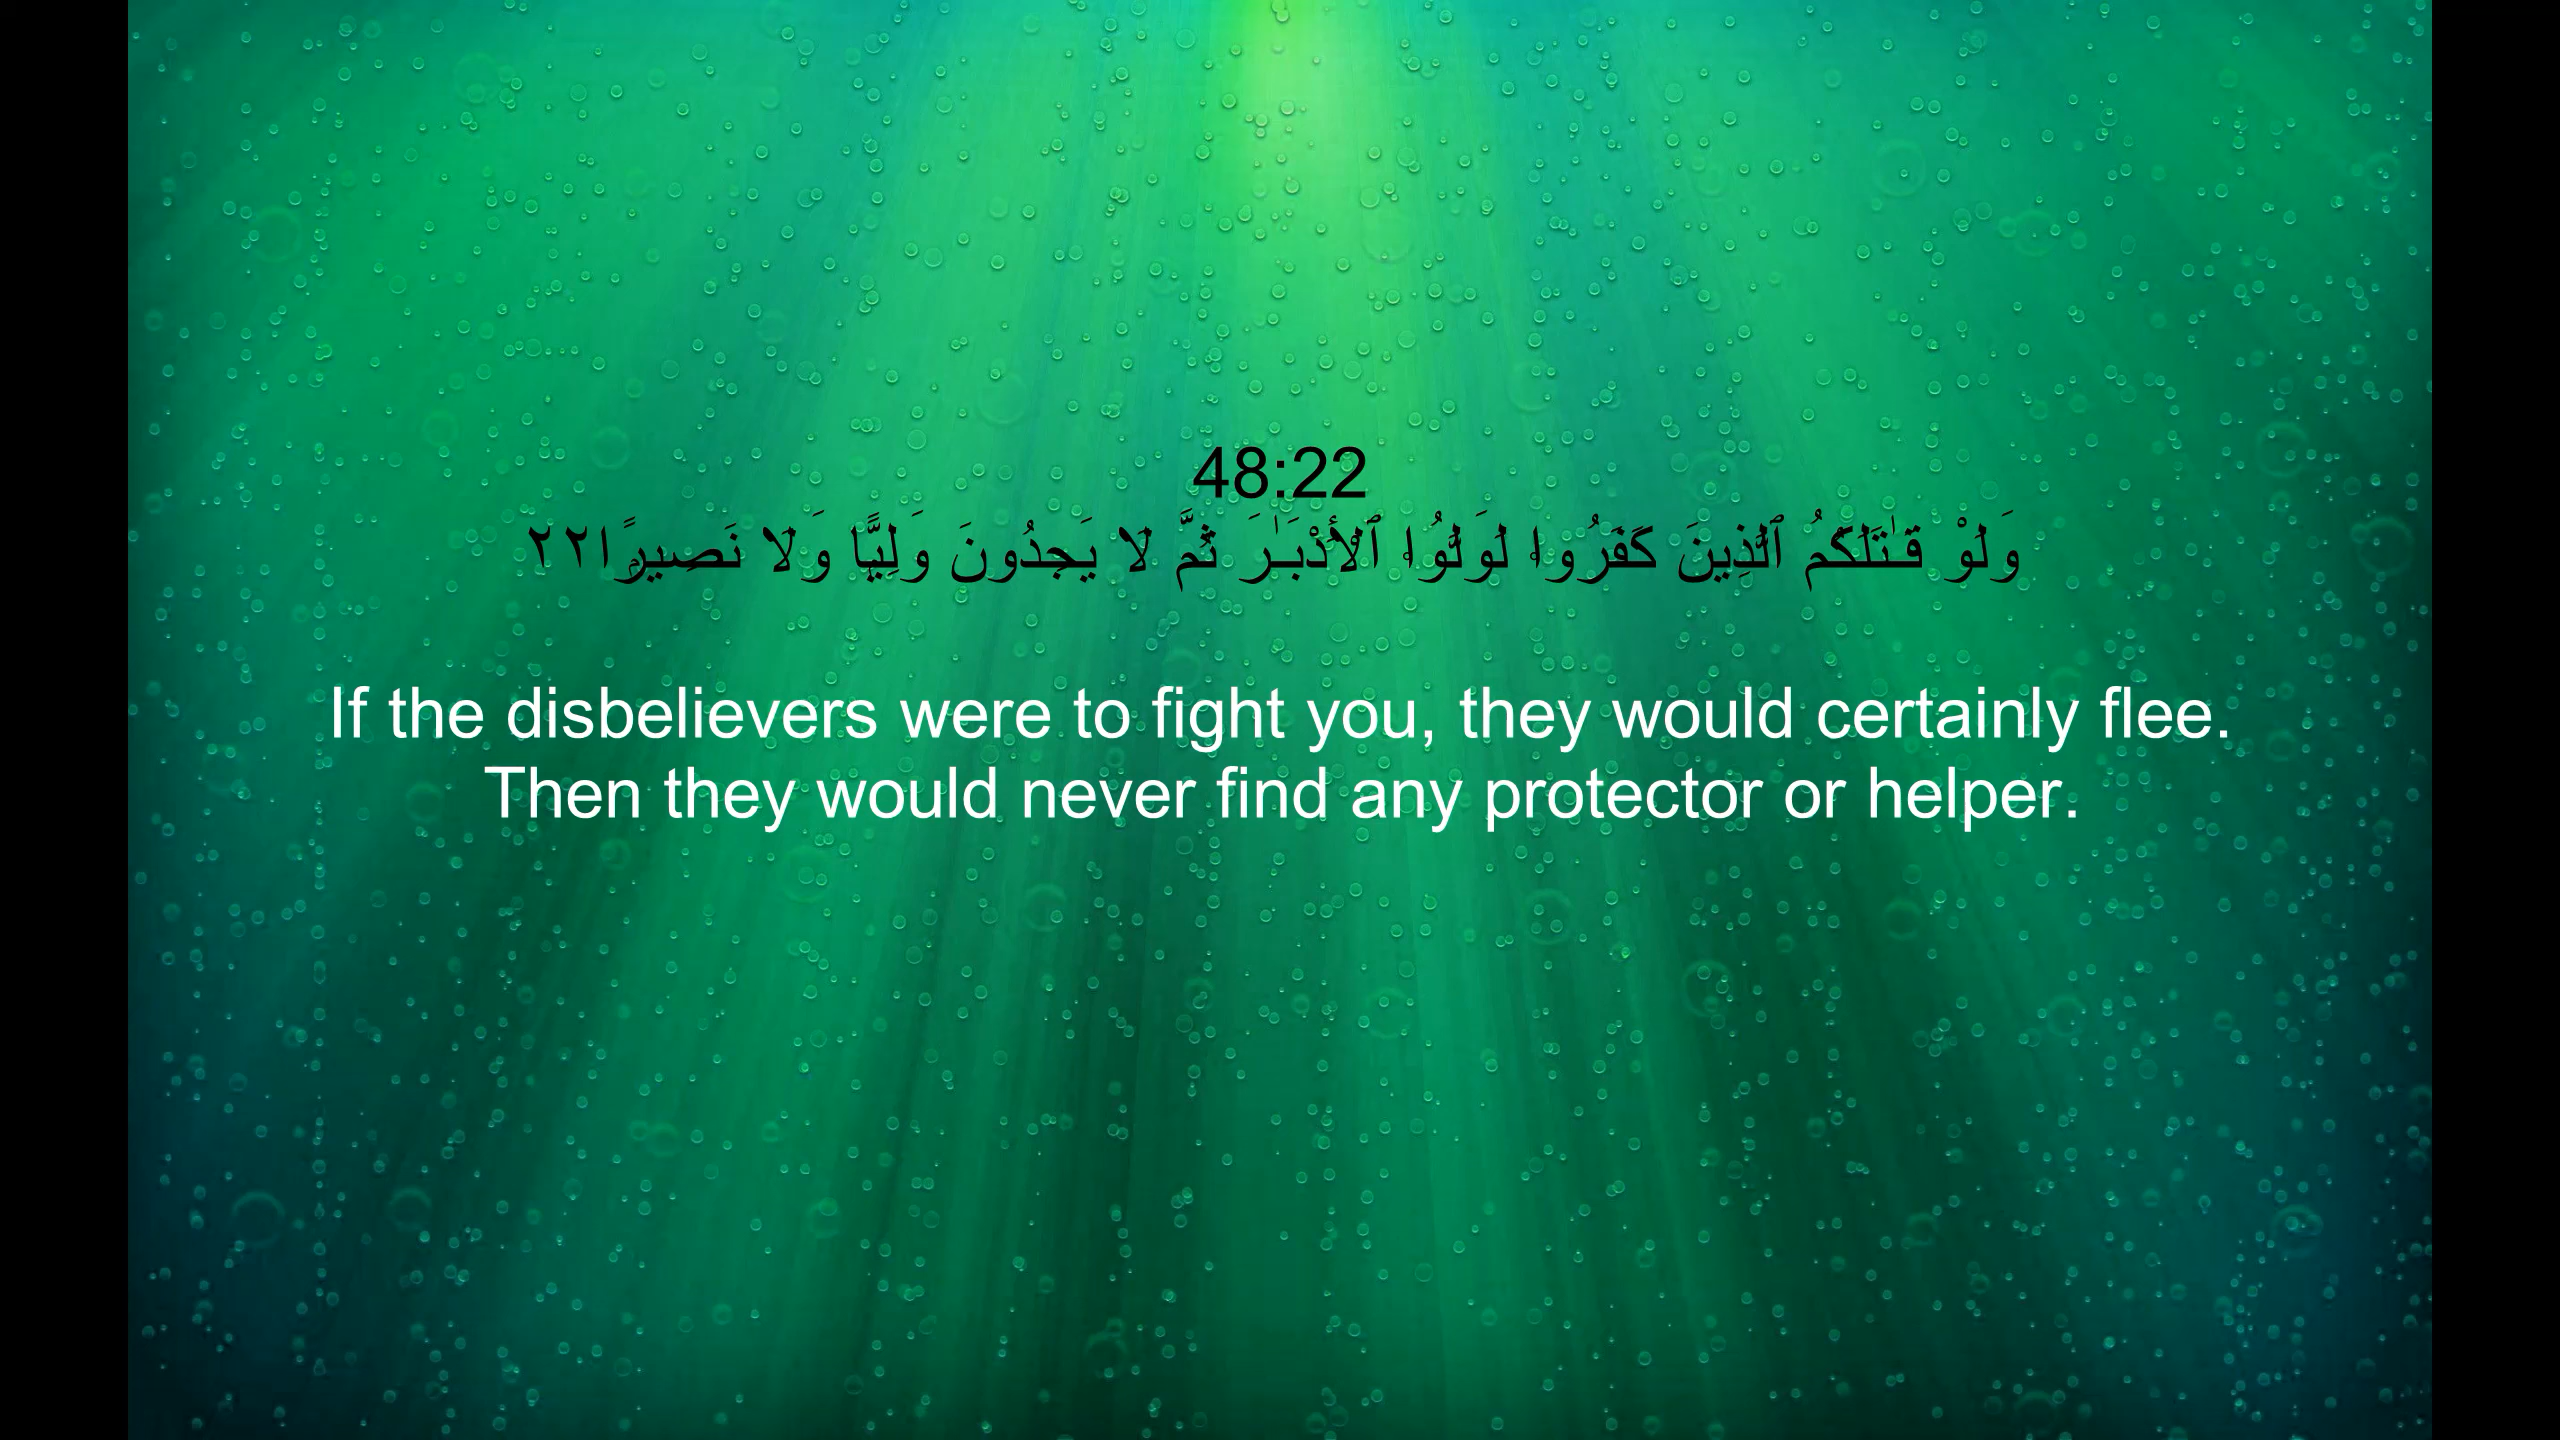 48:22
وَلَوْ قَـٰتَلَكُمُ ٱلَّذِينَ كَفَرُوا۟ لَوَلَّوُا۟ ٱلْأَدْبَـٰرَ ثُمَّ لَا يَجِدُونَ وَلِيًّۭا وَلَا نَصِيرًۭا٢٢
If the disbelievers were to fight you, they would certainly flee.
Then they would never find any protector or helper.